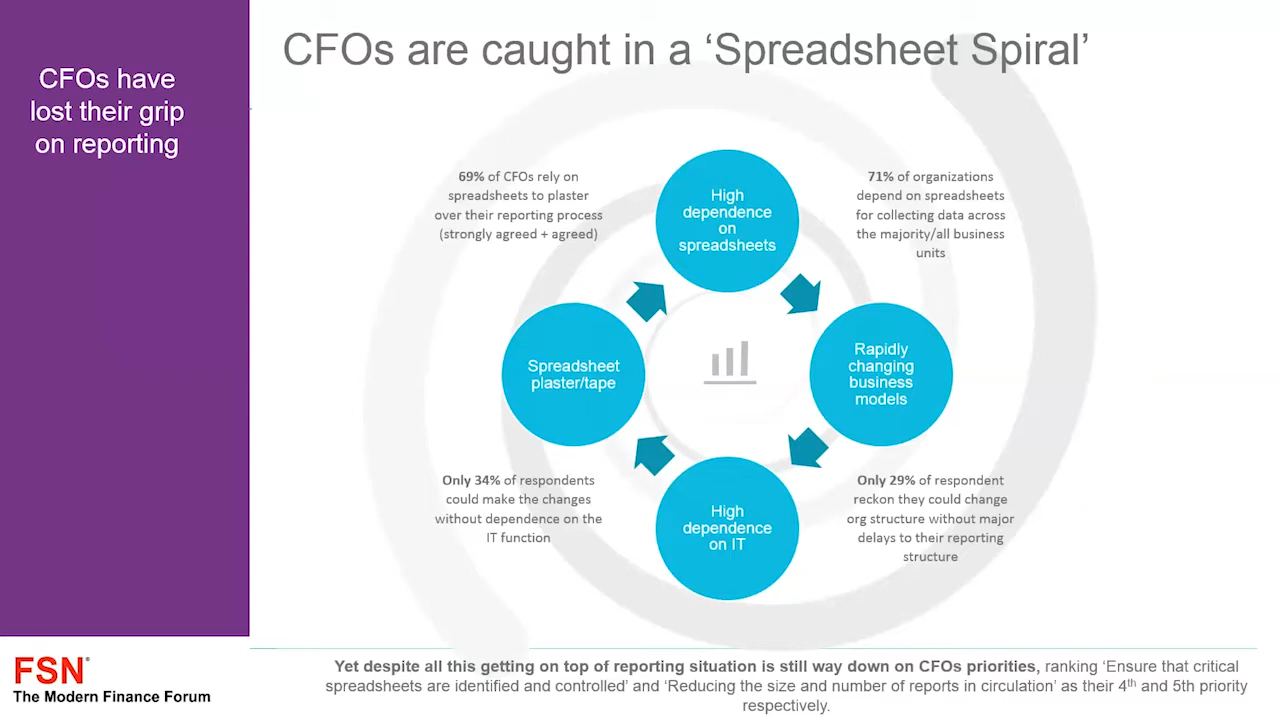 CFOs are caught in a ‘Spreadsheet Spiral’
CFOs have
lost their grip
on reporting
69% of CFOs rely on
spreadsheets to plaster
over their reporting process
(strongly agreed + agreed)
High
dependence
on
spreadsheets
71% of organizations
depend on spreadsheets
for collecting data across
the majority/all business
units
Spreadsheet
plaster/tape
Rapidly
changing
business
models
Only 34% of respondents
could make the changes
without dependence on the
IT function
High
dependence
on IT
Only 29% of respondent
reckon they could change
org structure without major
delays to their reporting
structure
FSN®
The Modern Finance Forum
Yet despite all this getting on top of reporting situation is still way down on CFOs priorities, ranking ‘Ensure that critical
spreadsheets are identified and controlled’ and ‘Reducing the size and number of reports in circulation’ as their 4th and 5th priority
respectively.